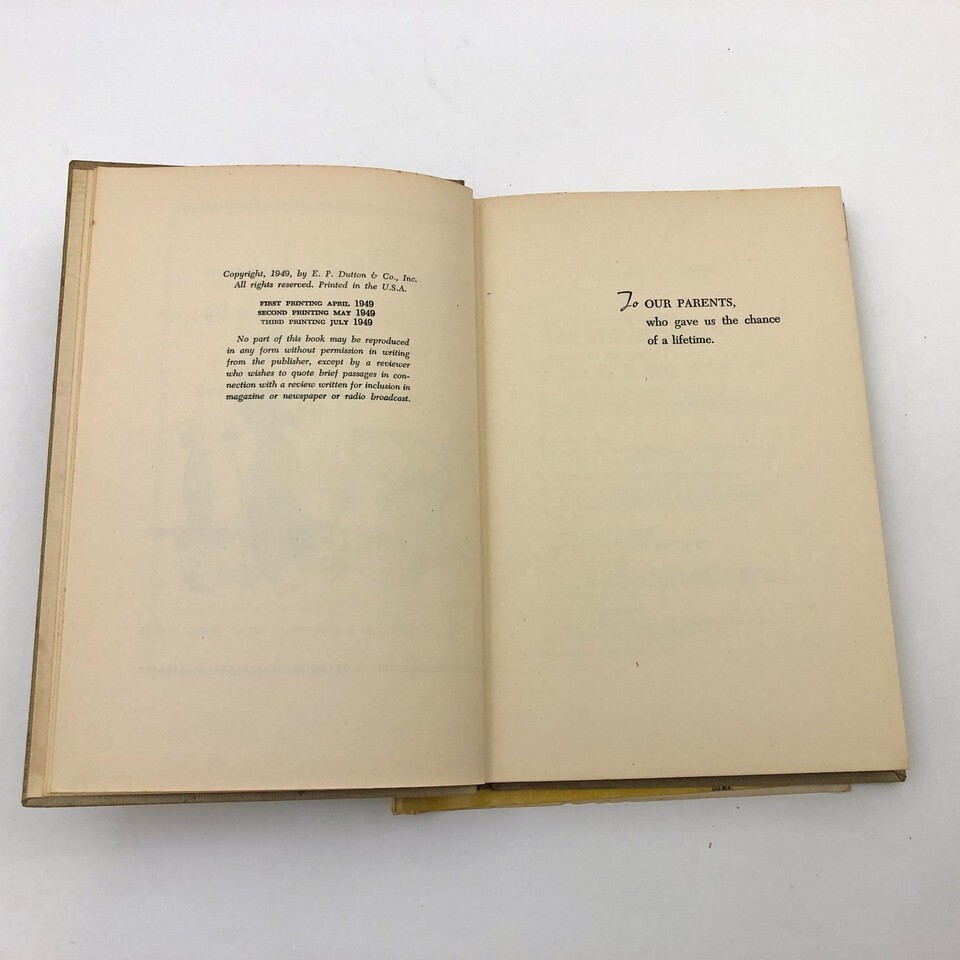 Copyright, 1949, by E. P. Dutton & Co., Inc.
All rights reserved. Printed in the U.S.A.
FIRST PRINTING APRIL 1949
SECOND PRINTING MAY 1949
THIRD PRINTING JULY 1949
No part of this book may be reproduced
in any form without permission in writing
from the publisher, except by a reviewer
who wishes to quote brief passages in con-
nection with a review written for inclusion in
magazine or newspaper or radio broadcast.
To OUR PARENTS,
who gave us the chance
of a lifetime.